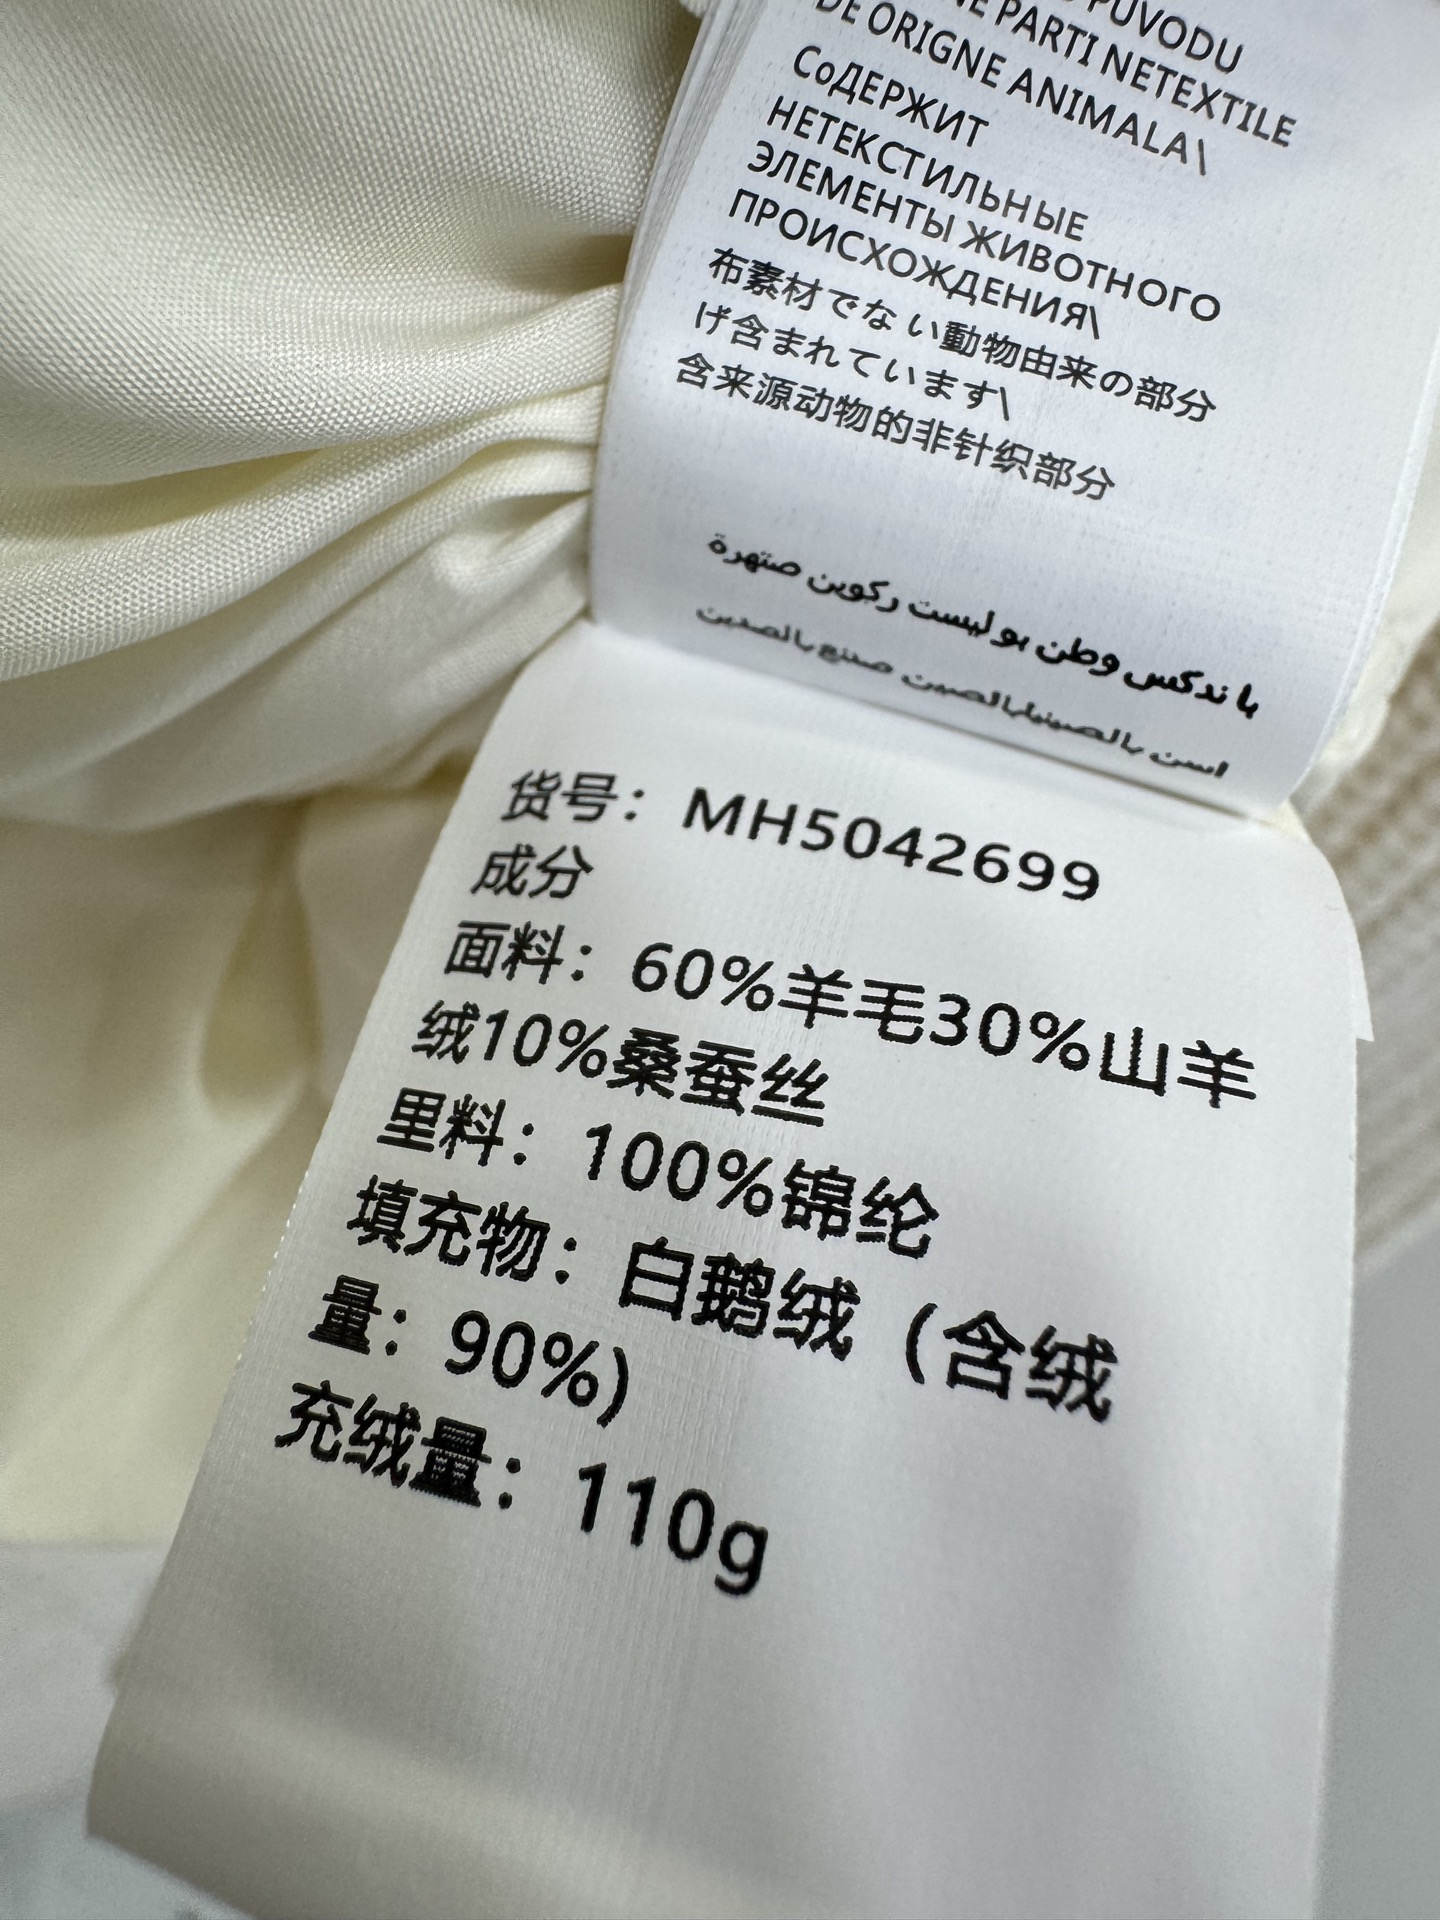 PUVODU
NE PARTI NETEXTILE
DE ORIGNE ANIMALA\
СоДЕРЖИТ
НЕТЕКСТИЛЬНЫЕ
ЭЛЕМЕНТЫ ЖИВОТНОГО
ПРОИСХОЖДЕНИЯ\
布素材でない動物由来の部分
げ含まれています\
含来源动物的非针织部分
货号：MH5042699
成分
面料：60%羊毛30%山羊
绒10%桑蚕丝
里料：100%锦纶
填充物：白鹅绒（含绒
量：90%)
充绒量：110g